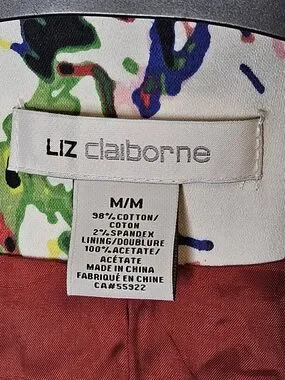 LIZ claiborne
M/M
98% COTTON/
COTON
2% SPANDEX
LINING/DOUBLURE
100% ACETATE/
ACÉTATE
MADE IN CHINA
FABRIQUÉ EN CHINE
CA#55922